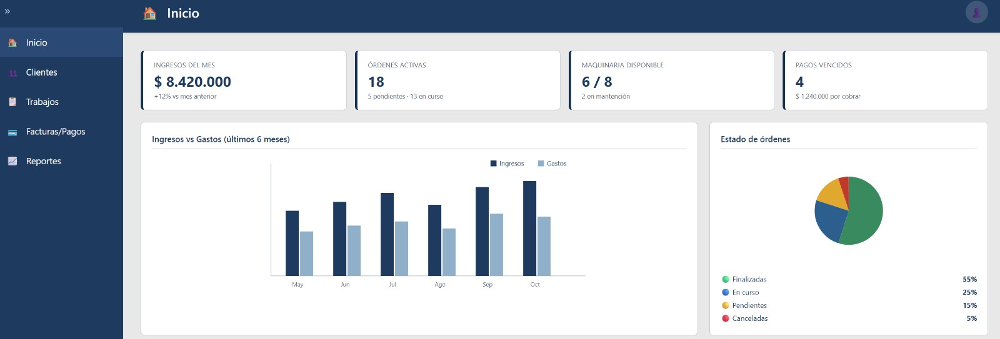 »
Inicio
Inicio
Clientes
Trabajos
Facturas/Pagos
Reportes
INGRESOS DEL MES
$ 8.420.000
+12% vs mes anterior
ÓRDENES ACTIVAS
18
5 pendientes · 13 en curso
MAQUINARIA DISPONIBLE
6 / 8
2 en mantención
PAGOS VENCIDOS
4
$ 1.240.000 por cobrar
Ingresos vs Gastos (últimos 6 meses)
Ingresos Gastos
May Jun Jul Ago Sep Oct
Estado de órdenes
Finalizadas 55%
En curso 25%
Pendientes 15%
Canceladas 5%